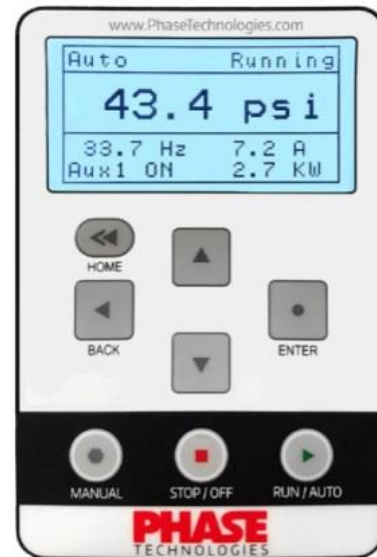 www.PhaseTechnologies.com
Auto Running
43.4 psi
33.7 Hz 7.2 A
Aux1 ON 2.7 KW
HOME
BACK ENTER
MANUAL STOP / OFF RUN / AUTO
PHASE
TECHNOLOGIES